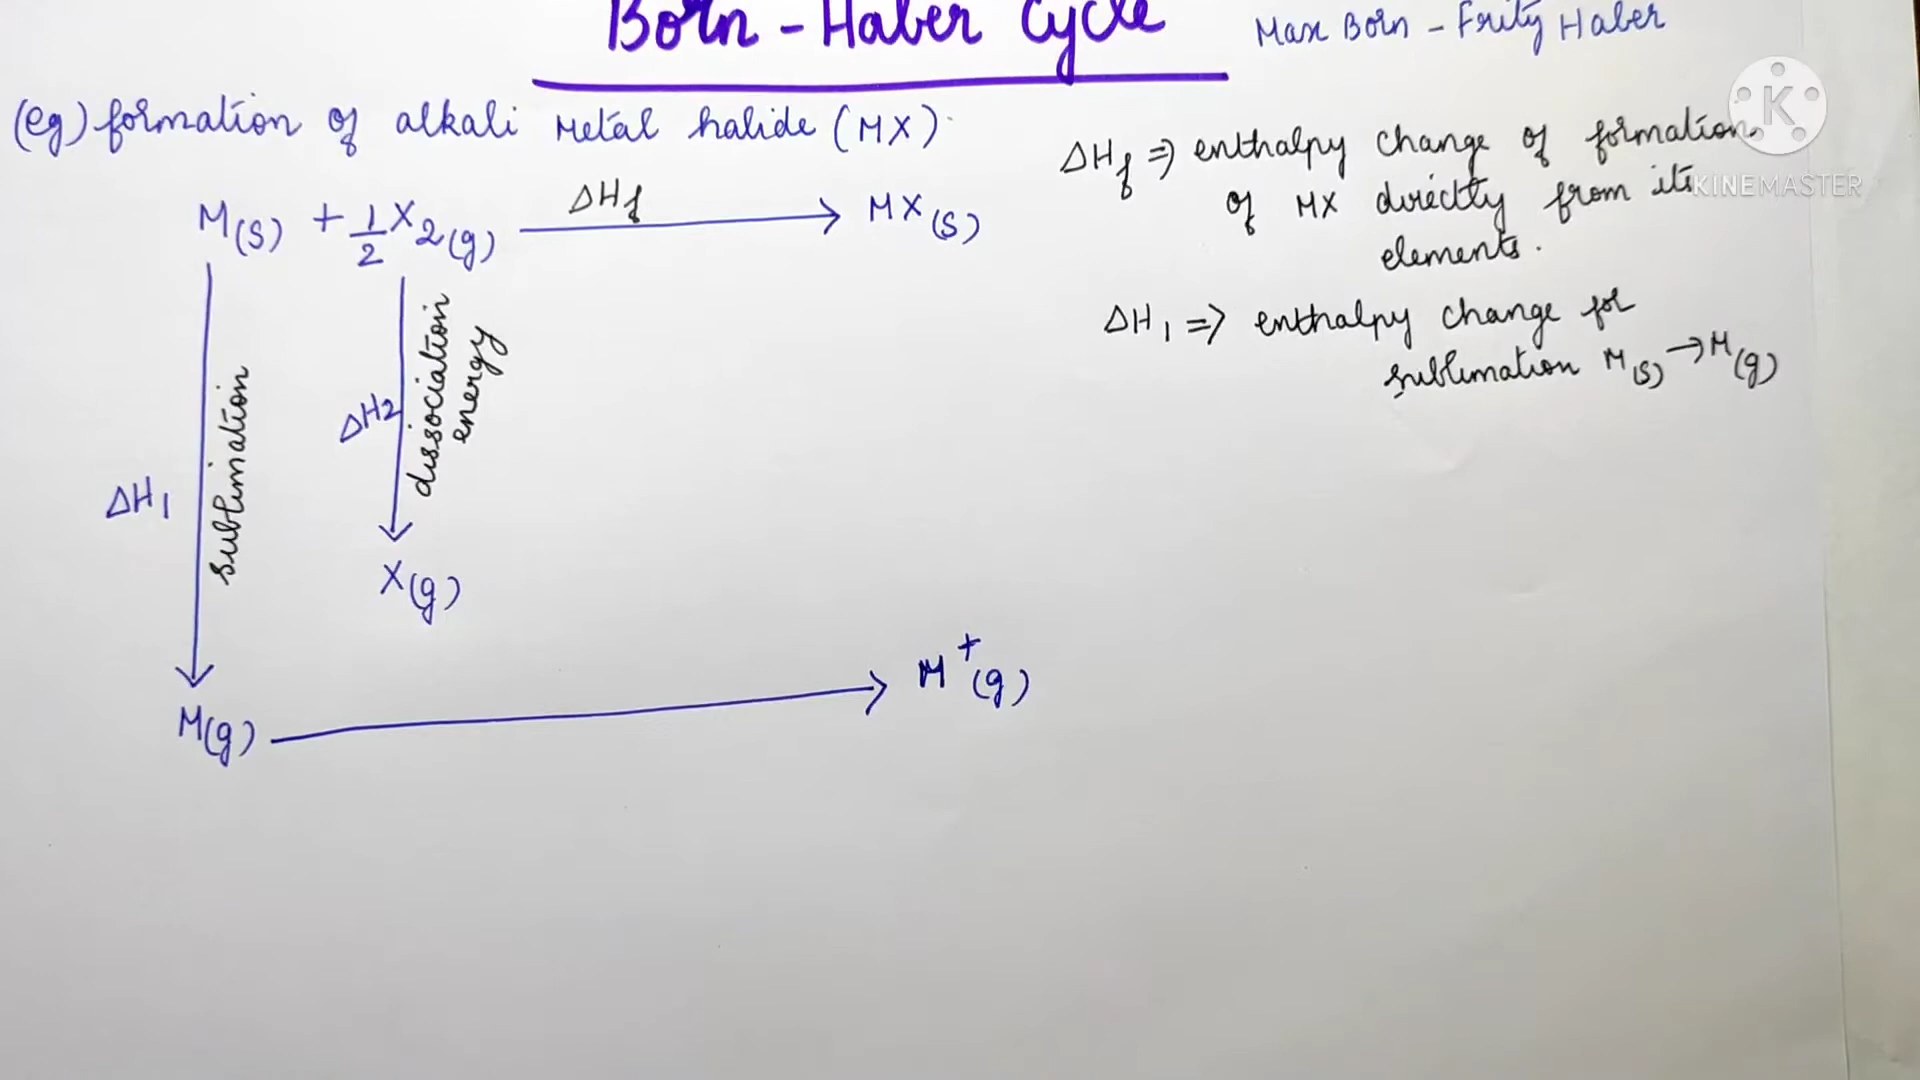 Born - Haber Cycle
Max Born - Frity Haber
(eg) formation of alkali Metal halide (MX).
M(s) + 1/2 X2(g) ⟶ MX(s)
ΔHf
ΔH1
sublimation
ΔH2
dissociation
energy
X(g)
M(g) ⟶ M+(g)
ΔHf => enthalpy change of formation
of MX directly from its
elements.
ΔH1 => enthalpy change for
sublimation M(s) → M(g)
K
KINEMASTER